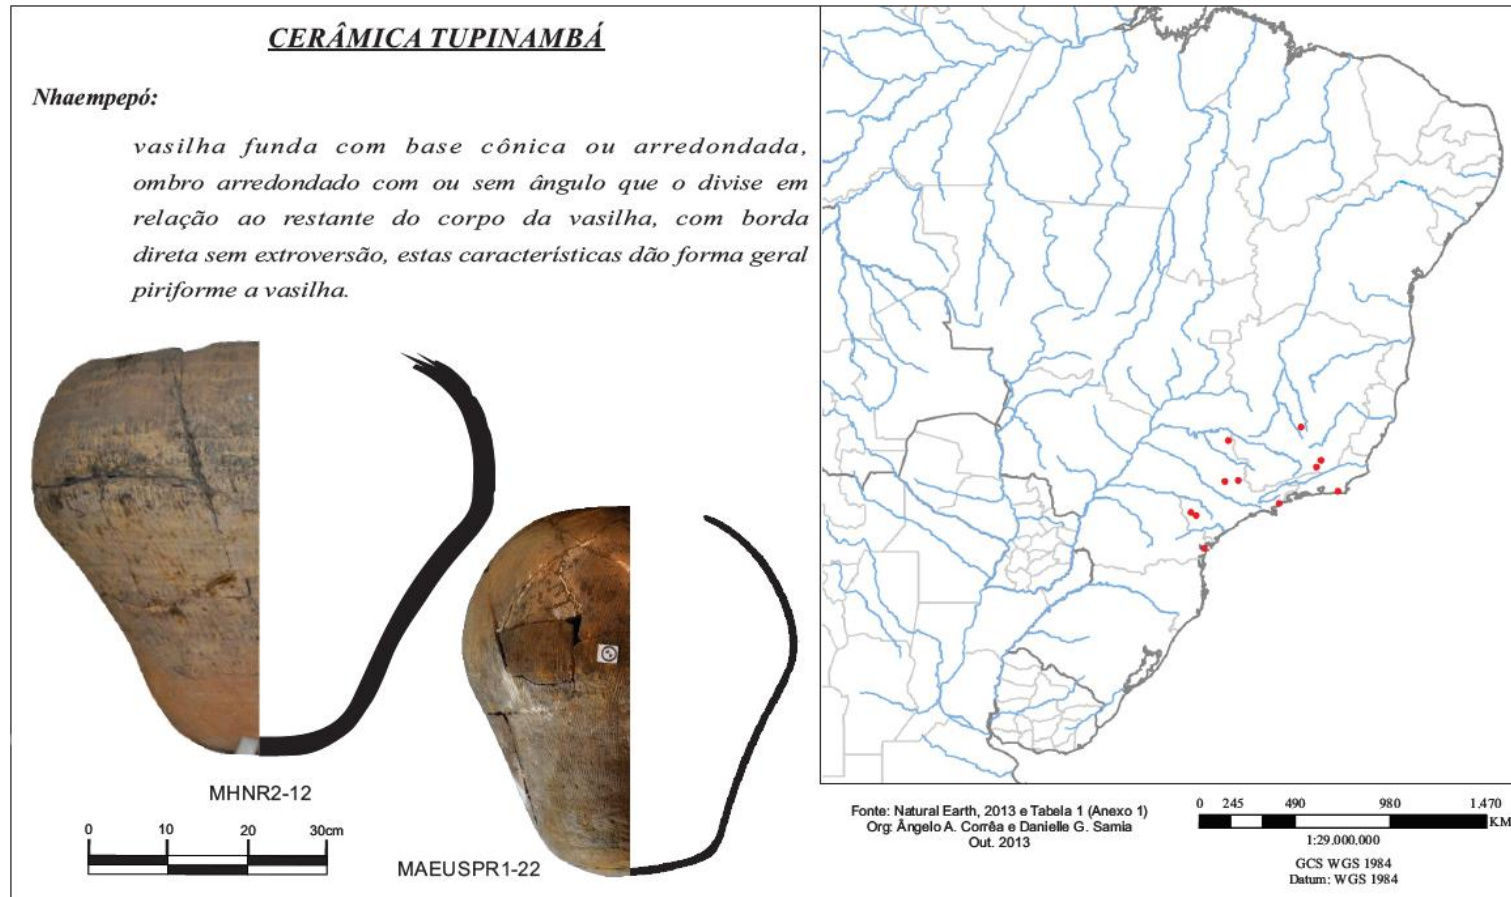 CERÂMICA TUPINAMBÁ
Nhaempepó:
vasilha funda com base cônica ou arredondada,
ombro arredondado com ou sem ângulo que o divise em
relação ao restante do corpo da vasilha, com borda
direta sem extroversão, estas características dão forma geral
piriforme a vasilha.
MHNR2-12
0 10 20 30cm
MAEUSPR1-22
Fonte: Natural Earth, 2013 e Tabela 1 (Anexo 1)
Org: Ângelo A. Corrêa e Danielle G. Samia
Out. 2013
0 245 490 980 1.470
KM
1:29.000.000
GCS WGS 1984
Datum: WGS 1984